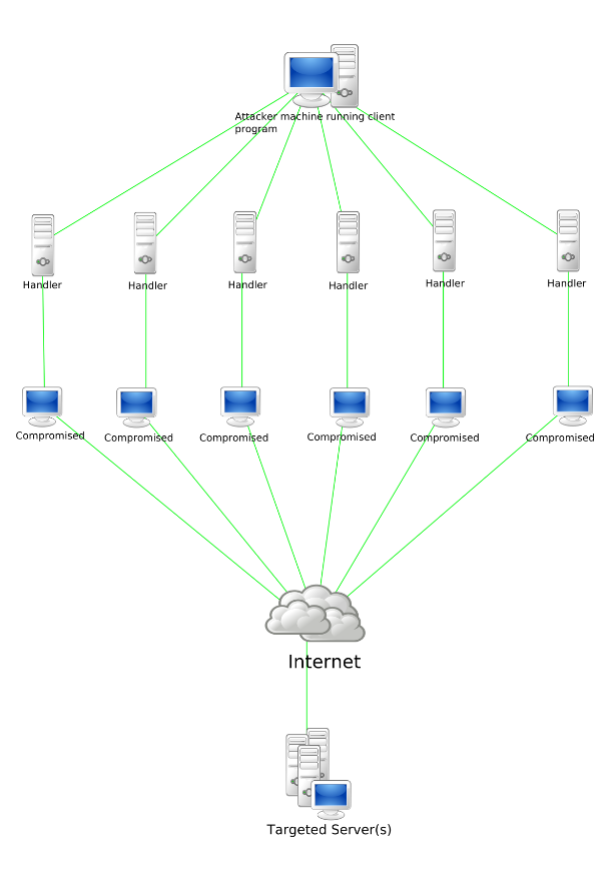 Attacker machine running client
program
Handler
Handler
Handler
Handler
Handler
Handler
Compromised
Compromised
Compromised
Compromised
Compromised
Compromised
Internet
Targeted Server(s)